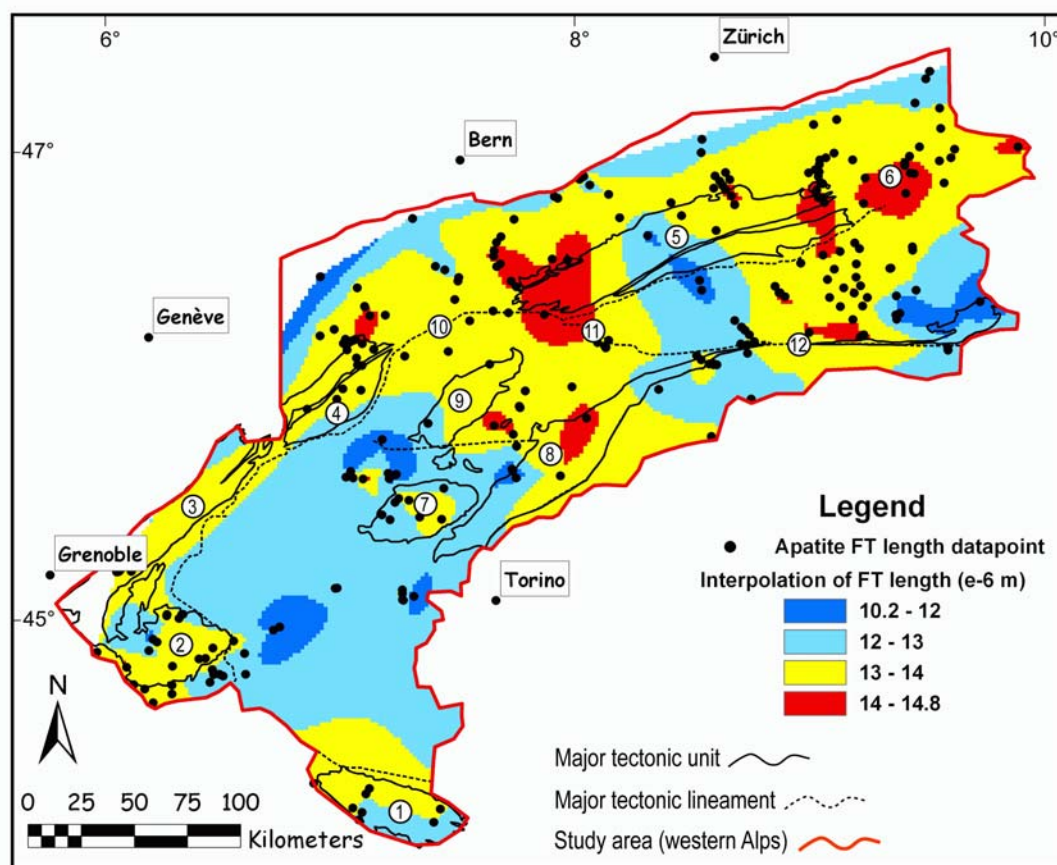 6° 8° 10°
Zürich
47°
Bern
6
5
Genève
10
11
12
9
4
8
3
7
Legend
Grenoble
Apatite FT length datapoint
Torino
Interpolation of FT length (e-6 m)
45°
10.2 - 12
12 - 13
2
13 - 14
N
14 - 14.8
Major tectonic unit
0 25 50 75 100
Major tectonic lineament
1
Kilometers
Study area (western Alps)